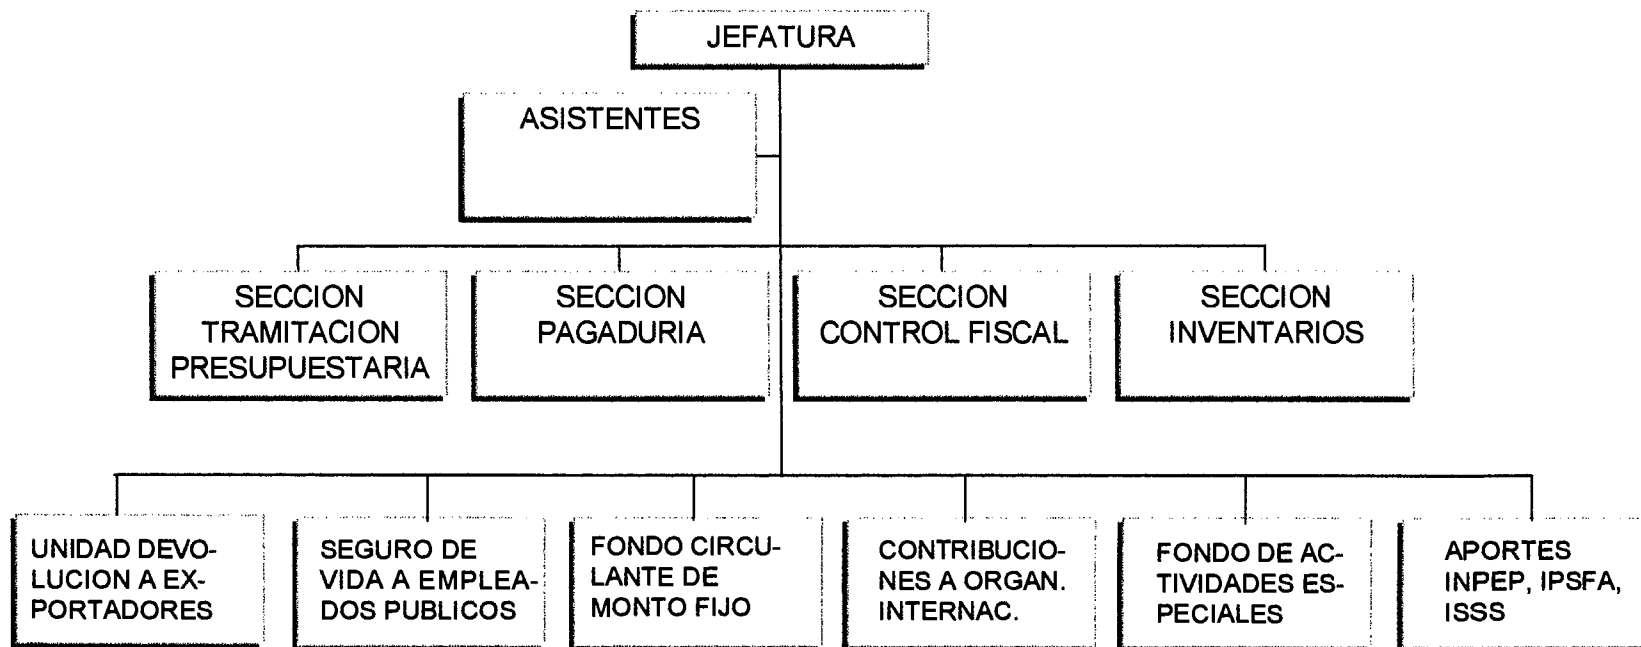 JEFATURA
ASISTENTES
SECCION
TRAMITACION
PRESUPUESTARIA
SECCION
PAGADURIA
SECCION
CONTROL FISCAL
SECCION
INVENTARIOS
UNIDAD DEVO-
LUCION A EX-
PORTADORES
SEGURO DE
VIDA A EMPLEA-
DOS PUBLICOS
FONDO CIRCU-
LANTE DE
MONTO FIJO
CONTRIBUCIO-
NES A ORGAN.
INTERNAC.
FONDO DE AC-
TIVIDADES ES-
PECIALES
APORTES
INPEP, IPSFA,
ISSS